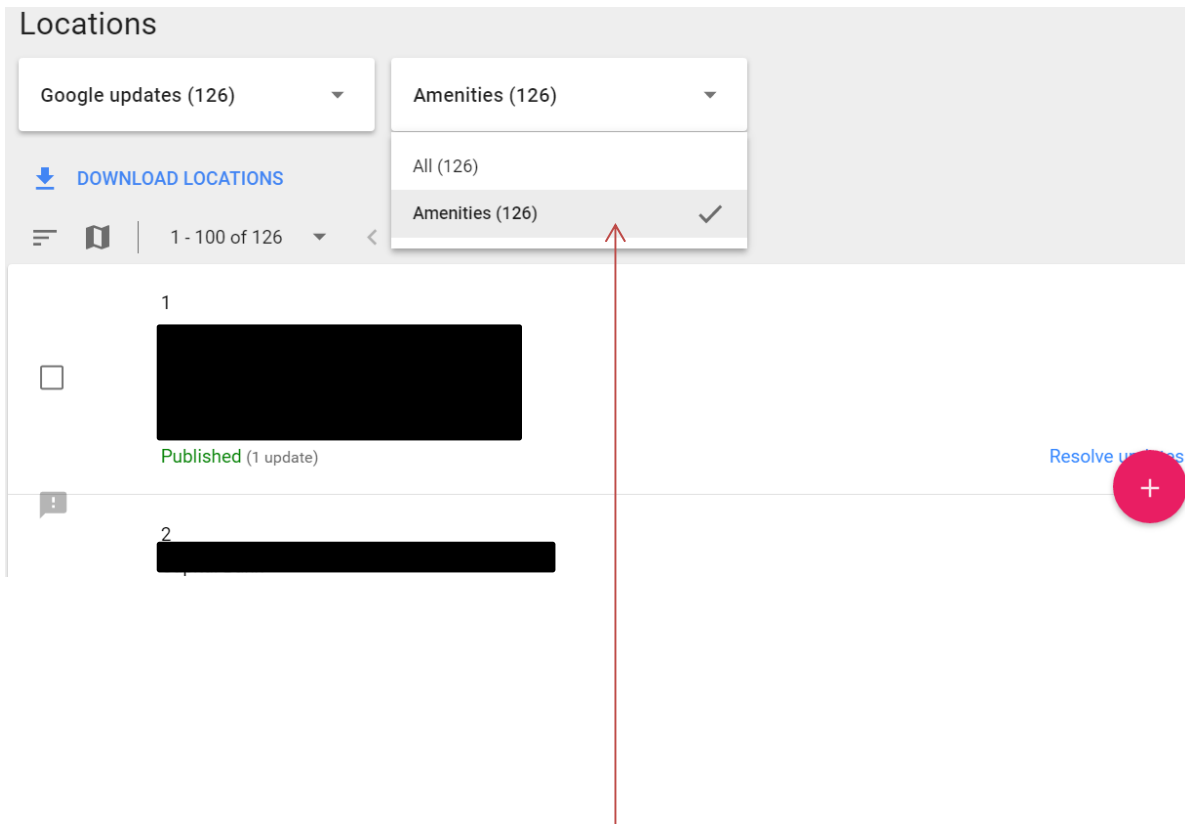 Locations
Google updates (126)
Amenities (126)
All (126)
Amenities (126)
DOWNLOAD LOCATIONS
1 - 100 of 126
1
Published (1 update)
Resolve
2